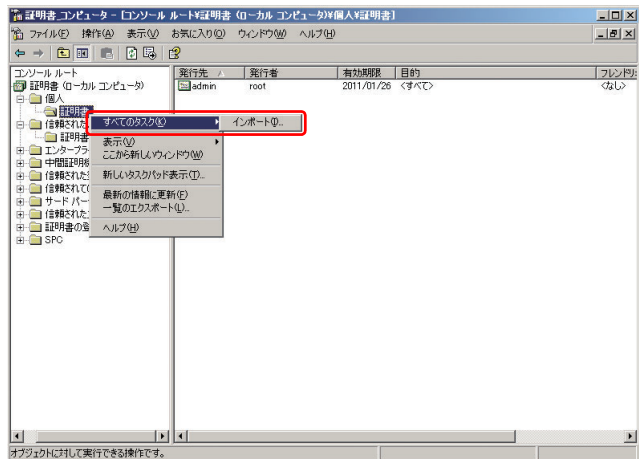 証明書_コンピュータ - [コンソール ルート¥証明書 (ローカル コンピュータ)¥個人¥証明書]
ファイル(F) 操作(A) 表示(V) お気に入り(O) ウィンドウ(W) ヘルプ(H)
コンソール ルート
証明書 (ローカル コンピュータ)
個人
証明書
信頼された
証明書
エンタープラ
中間証明機
信頼された
信頼されて(
サード パー
信頼された
証明書の登
SPC
発行先 発行者 有効期限 目的 フレンドリ
admin root 2011/01/26 <すべて> <なし>
すべてのタスク(K) インポート(I)...
表示(V)
ここから新しいウィンドウ(W)
新しいタスクパッド表示(T)...
最新の情報に更新(F)
一覧のエクスポート(L)...
ヘルプ(H)
オブジェクトに対して実行できる操作です。